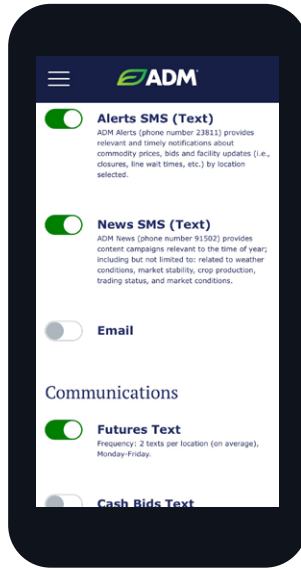 ADM
Alerts SMS (Text)
ADM Alerts (phone number 23811) provides
relevant and timely notifications about
commodity prices, bids and facility updates (i.e.,
closures, line wait times, etc.) by location
selected.
News SMS (Text)
ADM News (phone number 91502) provides
content campaigns relevant to the time of year;
including but not limited to: related to weather
conditions, market stability, crop production,
trading status, and market conditions.
Email
Communications
Futures Text
Frequency: 2 texts per location (on average),
Monday-Friday.
Cash Bids Text